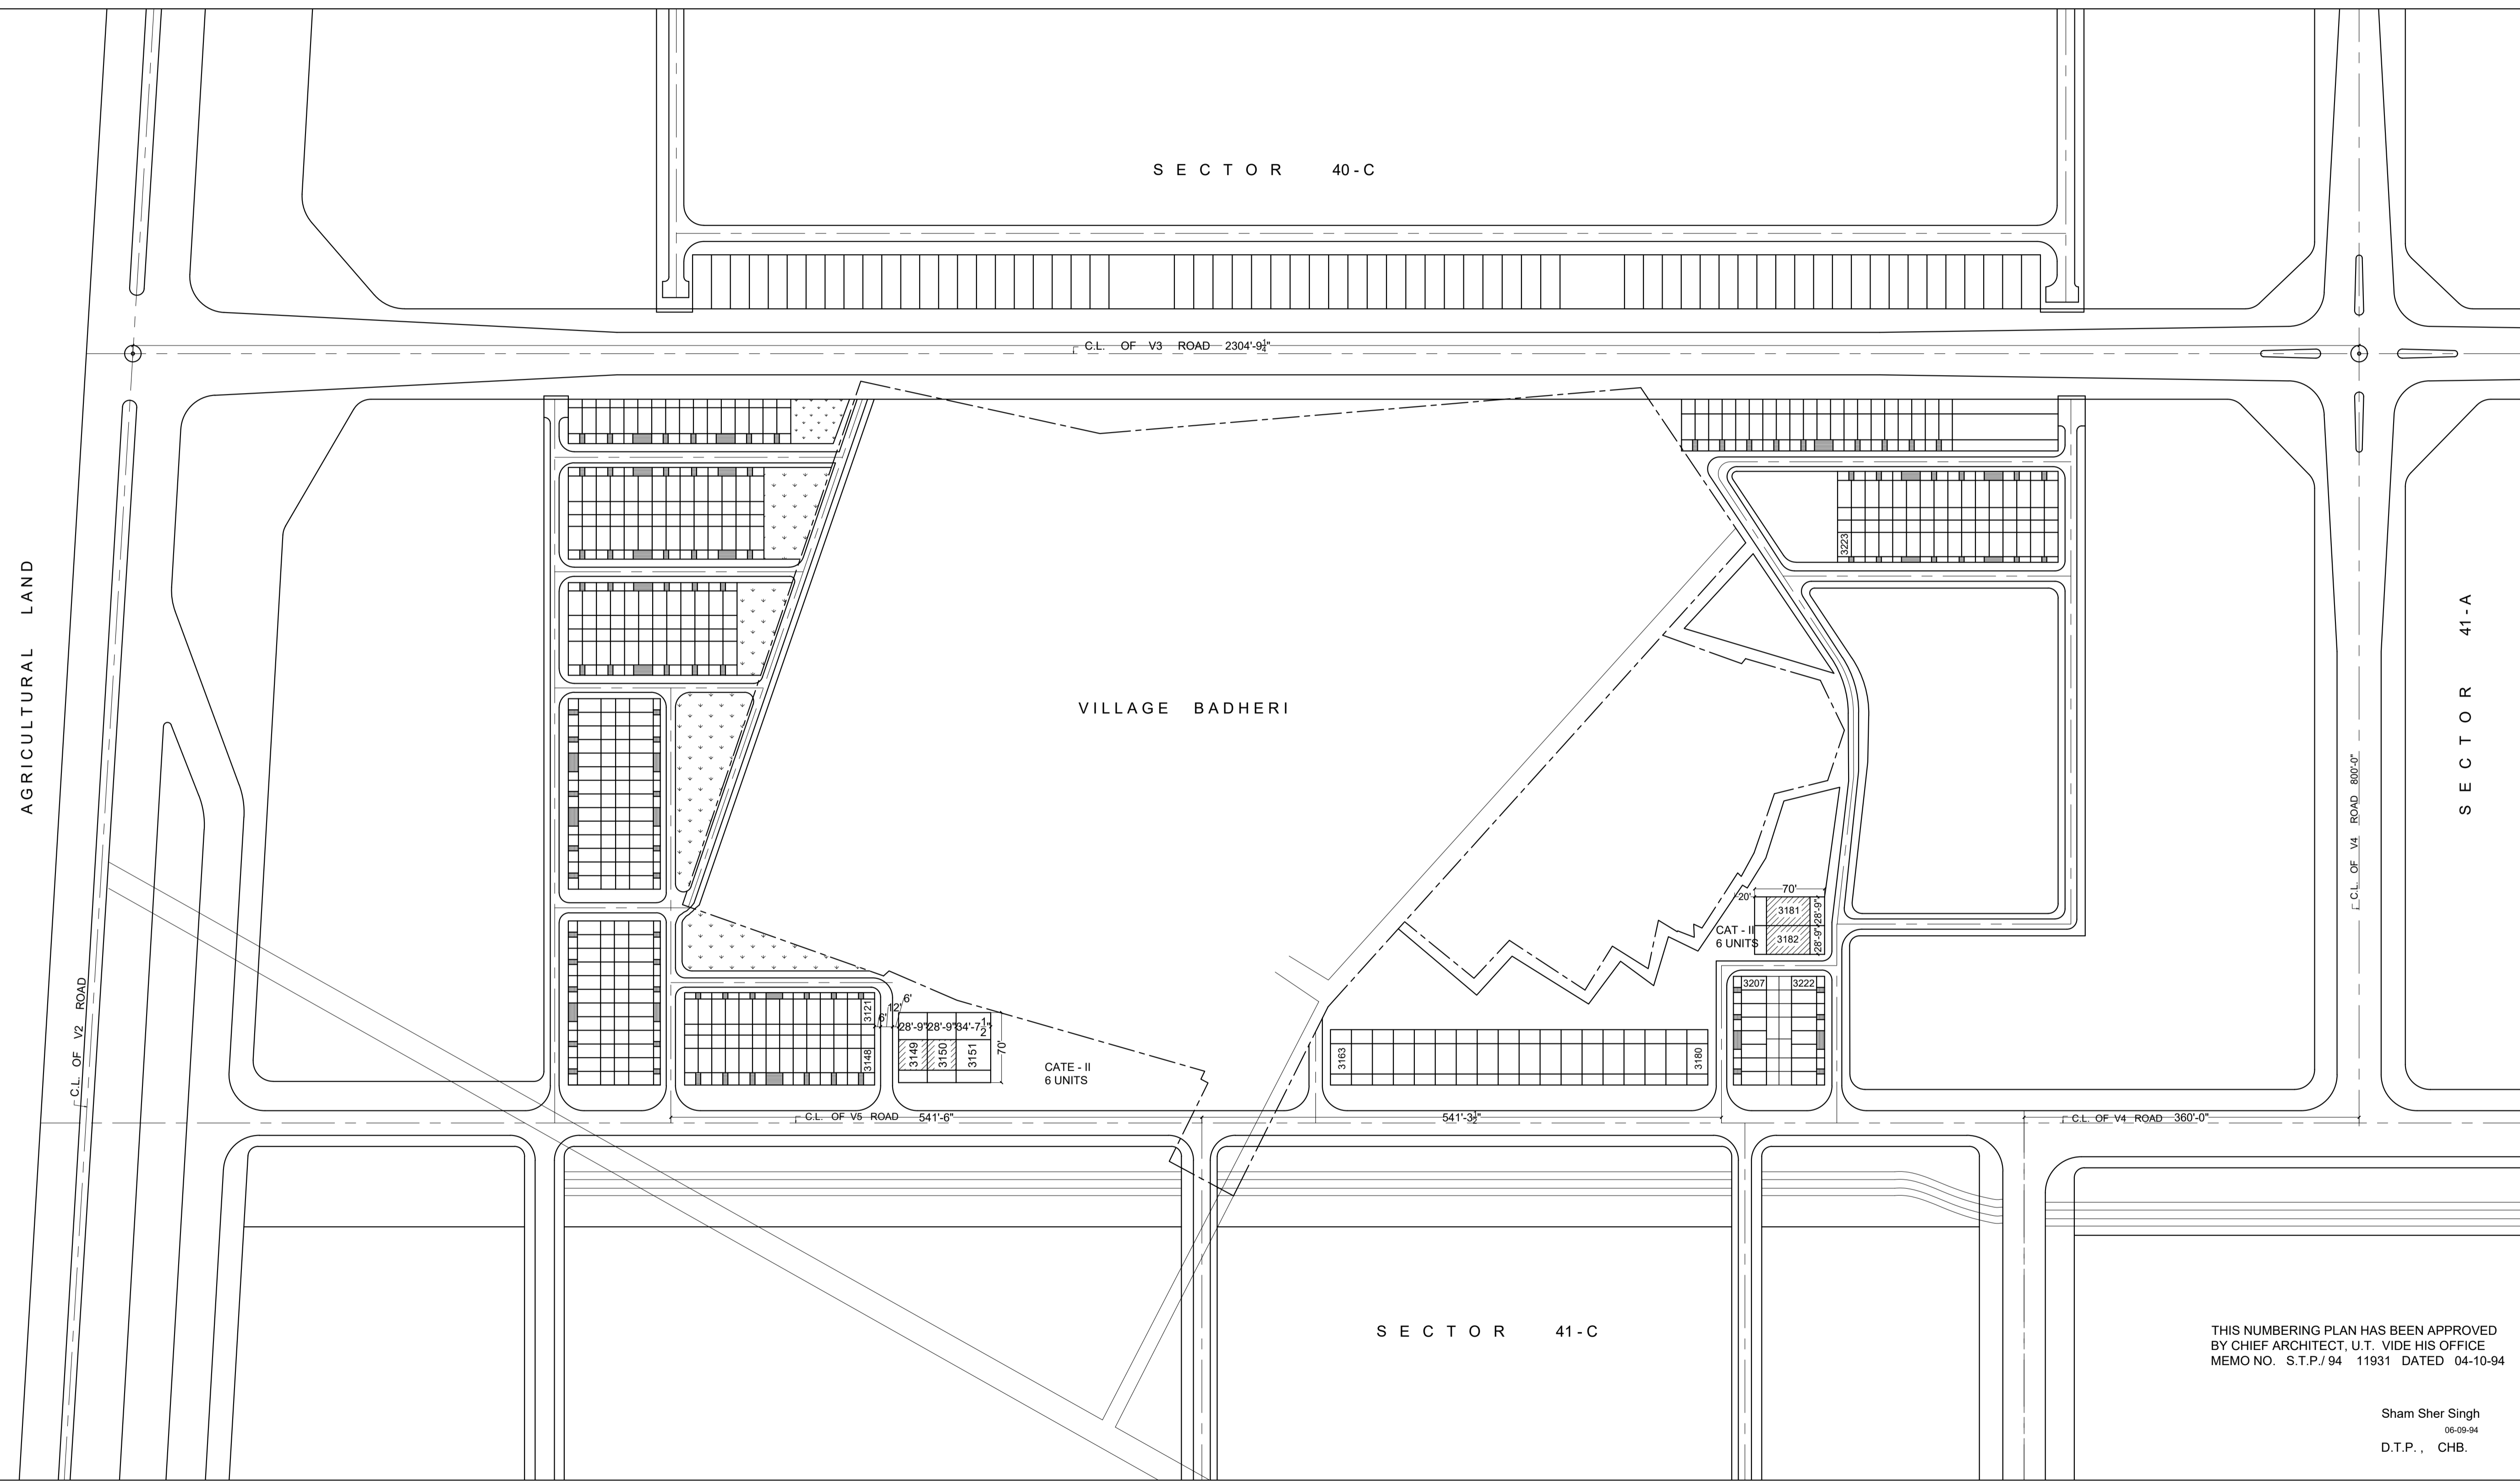 S E C T O R 40 - C
C.L. OF V3 ROAD 2304'-9¼"
AGRICULTURAL LAND
3223
SECTOR 41 - A
VILLAGE BADHERI
C.L. OF V4 ROAD 800'-0"
70'
20'
3181
28'-9"
CAT - II
6 UNITS
3182
28'-9"
C.L. OF V2 ROAD
3207
3222
3121
6'
12'
6'
28'-9"
28'-9"
34'-7½"
3149
3150
3151
70'
3148
CATE - II
6 UNITS
3163
3180
C.L. OF V5 ROAD 541'-6"
541'-3½"
C.L. OF V4 ROAD 360'-0"
S E C T O R 41 - C
THIS NUMBERING PLAN HAS BEEN APPROVED
BY CHIEF ARCHITECT, U.T. VIDE HIS OFFICE
MEMO NO. S.T.P./ 94 11931 DATED 04-10-94
Sham Sher Singh
06-09-94
D.T.P. , CHB.